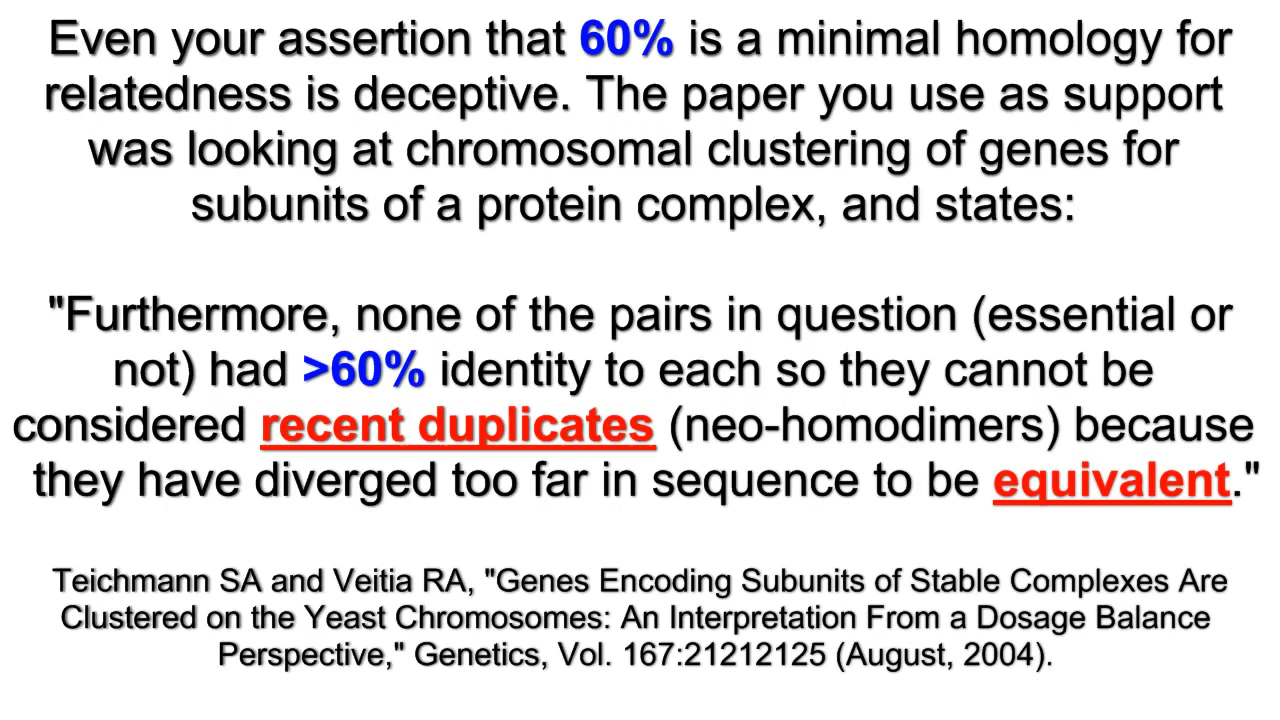 Even your assertion that 60% is a minimal homology for
relatedness is deceptive. The paper you use as support
was looking at chromosomal clustering of genes for
subunits of a protein complex, and states:
"Furthermore, none of the pairs in question (essential or
not) had >60% identity to each so they cannot be
considered recent duplicates (neo-homodimers) because
they have diverged too far in sequence to be equivalent."
Teichmann SA and Veitia RA, "Genes Encoding Subunits of Stable Complexes Are
Clustered on the Yeast Chromosomes: An Interpretation From a Dosage Balance
Perspective," Genetics, Vol. 167:21212125 (August, 2004).